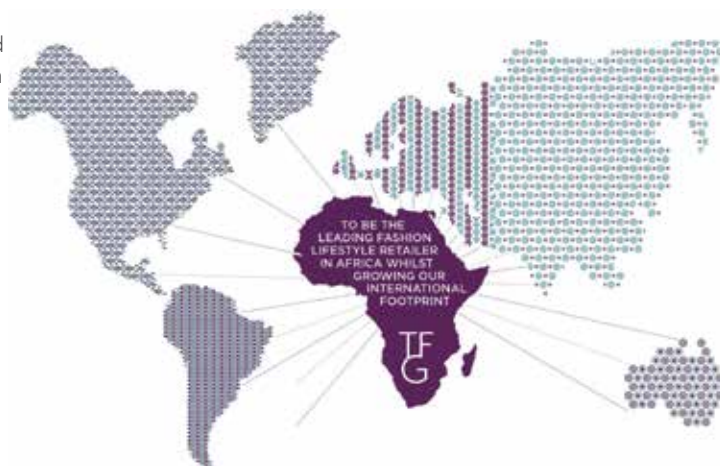 TO BE THE
LEADING FASHION
LIFESTYLE RETAILER
IN AFRICA WHILST
GROWING OUR
INTERNATIONAL
FOOTPRINT
TF
G